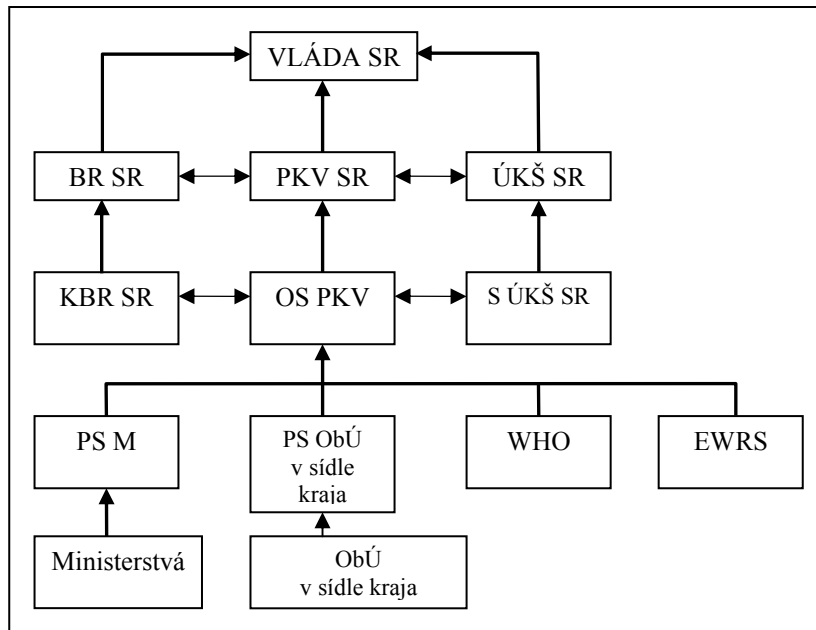 VLÁDA SR
BR SR
PKV SR
ÚKŠ SR
KBR SR
OS PKV
S ÚKŠ SR
PS M
PS ObÚ
v sídle
kraja
WHO
EWRS
Ministerstvá
ObÚ
v sídle kraja